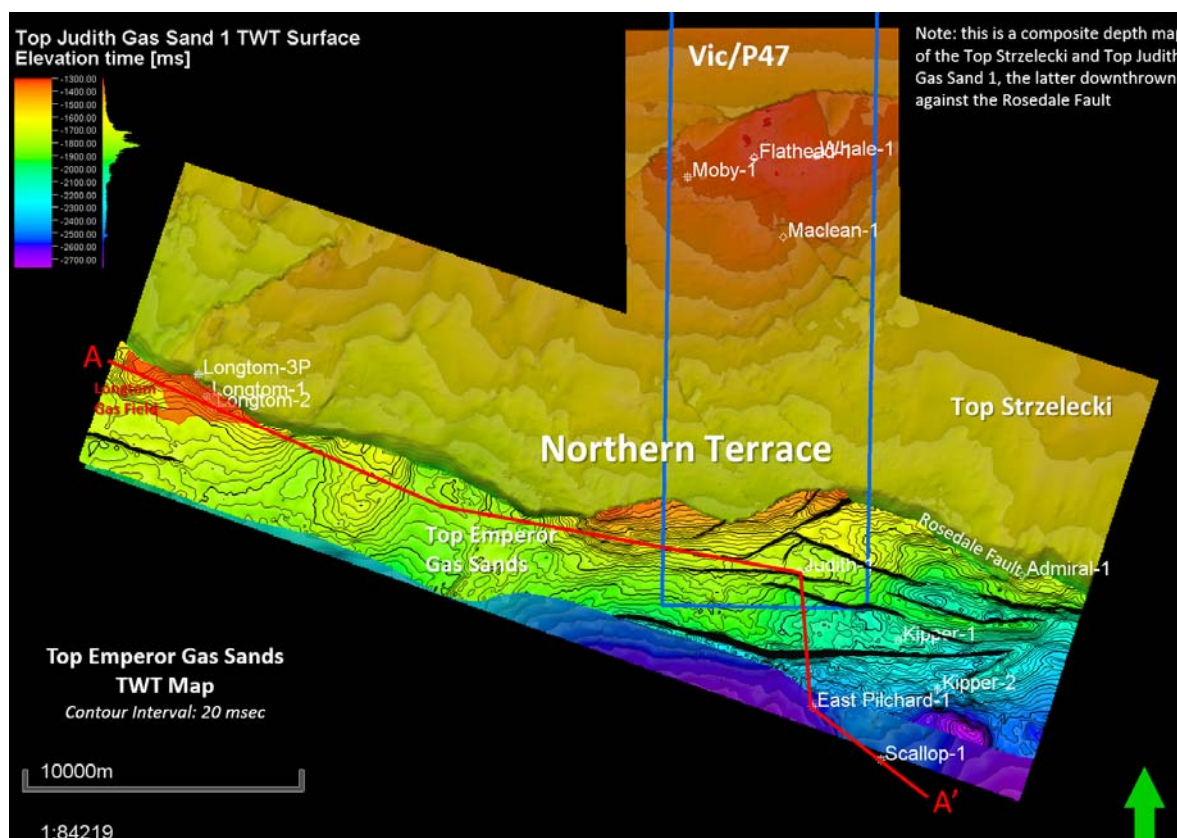 Top Judith Gas Sand 1 TWT Surface
Elevation time [ms]
-1300.00
-1400.00
-1500.00
-1600.00
-1700.00
-1800.00
-1900.00
-2000.00
-2100.00
-2200.00
-2300.00
-2400.00
-2500.00
-2600.00
-2700.00
Vic/P47
Note: this is a composite depth map
of the Top Strzelecki and Top Judith
Gas Sand 1, the latter downthrown
against the Rosedale Fault
Flathead-1
Whale-1
Moby-1
Maclean-1
A
Longtom-3P
Longtom-1
Longtom-2
Longtom
Gas Field
Top Strzelecki
Northern Terrace
Top Emperor
Gas Sands
Rosedale Fault
Judith-1
Admiral-1
Kipper-1
Kipper-2
East Pilchard-1
Scallop-1
A'
Top Emperor Gas Sands
TWT Map
Contour Interval: 20 msec
10000m
1:84219